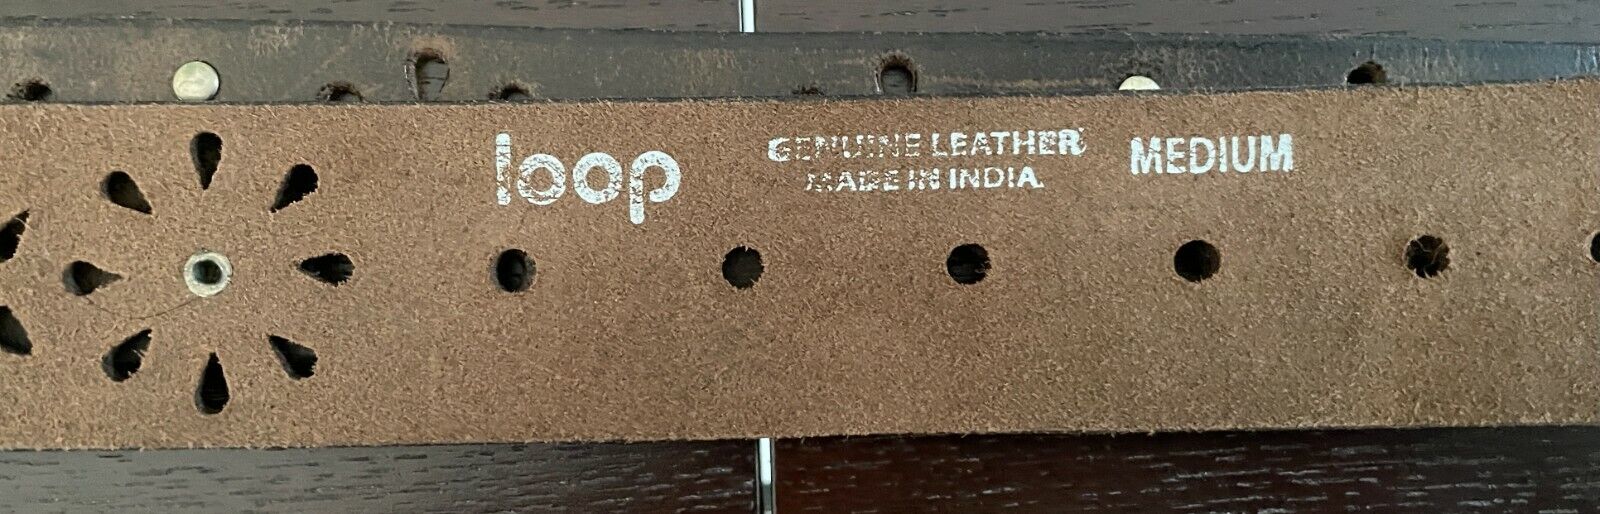 loop
GENUINE LEATHER
MADE IN INDIA.
MEDIUM